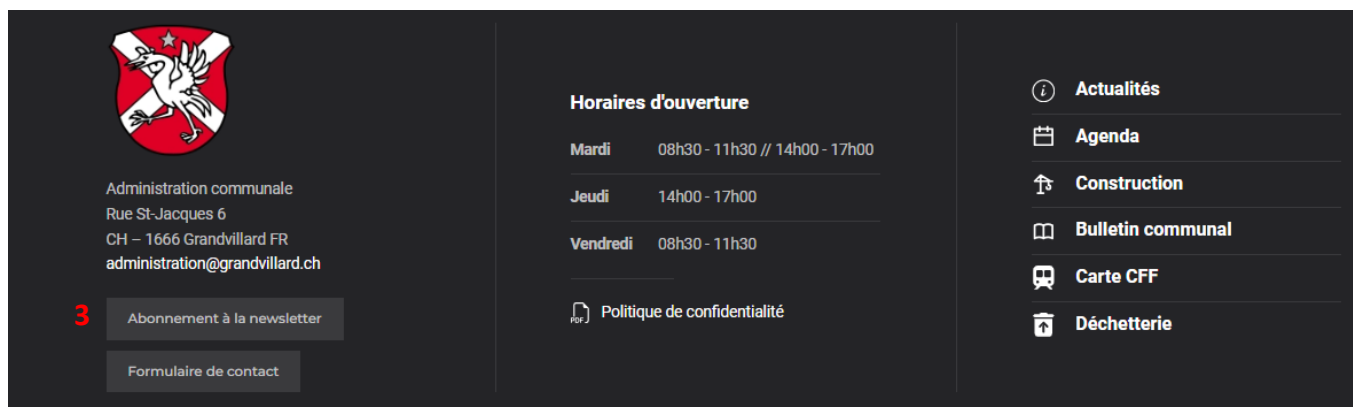 Administration communale
Rue St-Jacques 6
CH – 1666 Grandvillard FR
administration@grandvillard.ch
3 Abonnement à la newsletter
Formulaire de contact
Horaires d'ouverture
Mardi 08h30 - 11h30 // 14h00 - 17h00
Jeudi 14h00 - 17h00
Vendredi 08h30 - 11h30
PDF Politique de confidentialité
i Actualités
Agenda
Construction
Bulletin communal
Carte CFF
Déchetterie